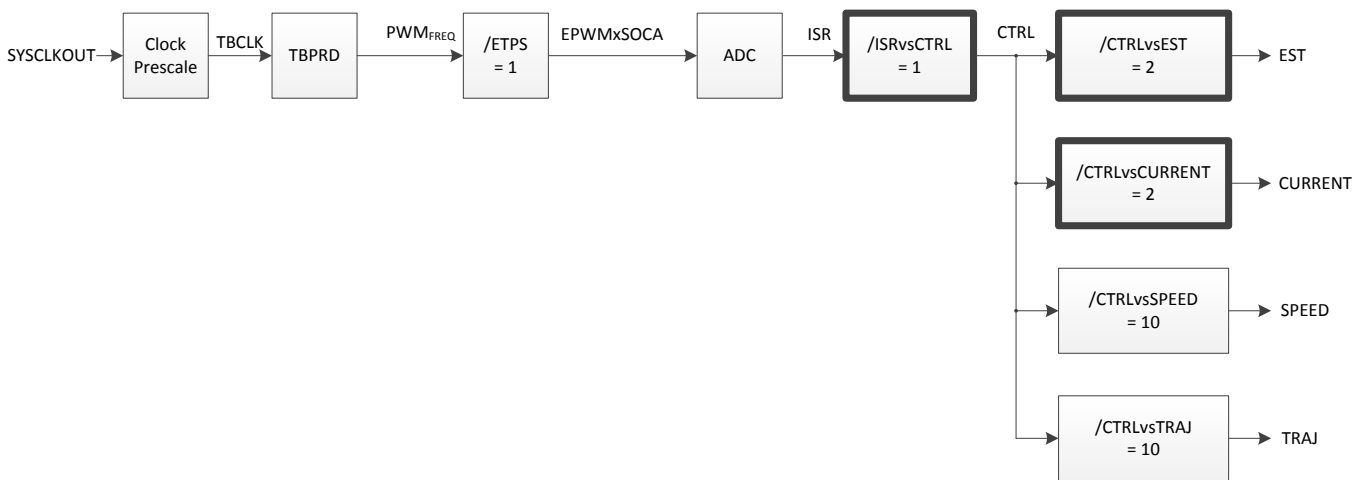 SYSCLKOUT
Clock
Prescale
TBCLK
TBPRD
PWM_FREQ
/ETPS
= 1
EPWMxSOCA
ADC
ISR
/ISRvsCTRL
= 1
CTRL
/CTRLvsEST
= 2
EST
/CTRLvsCURRENT
= 2
CURRENT
/CTRLvsSPEED
= 10
SPEED
/CTRLvsTRAJ
= 10
TRAJ